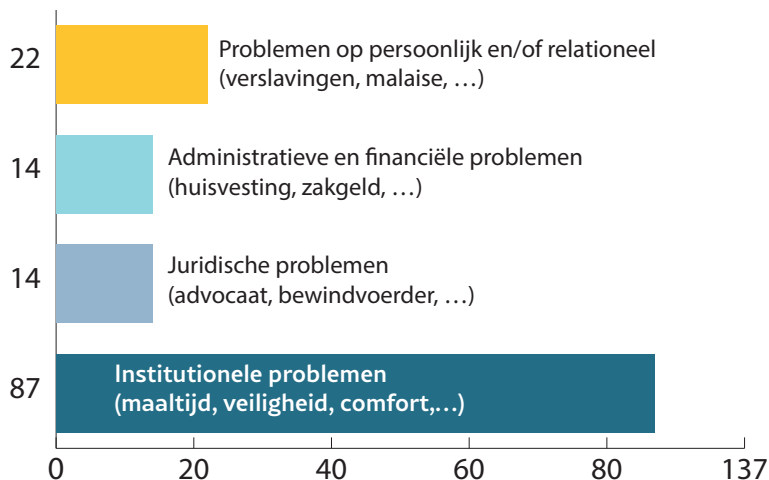 22
Problemen op persoonlijk en/of relationeel
(verslavingen, malaise, …)
14
Administratieve en financiële problemen
(huisvesting, zakgeld, …)
14
Juridische problemen
(advocaat, bewindvoerder, …)
87
Institutionele problemen
(maaltijd, veiligheid, comfort,…)
0 20 40 60 80 137